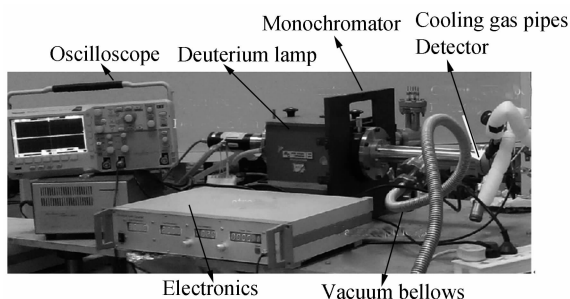 Monochromator
Cooling gas pipes
Oscilloscope
Deuterium lamp
Detector
Electronics
Vacuum bellows